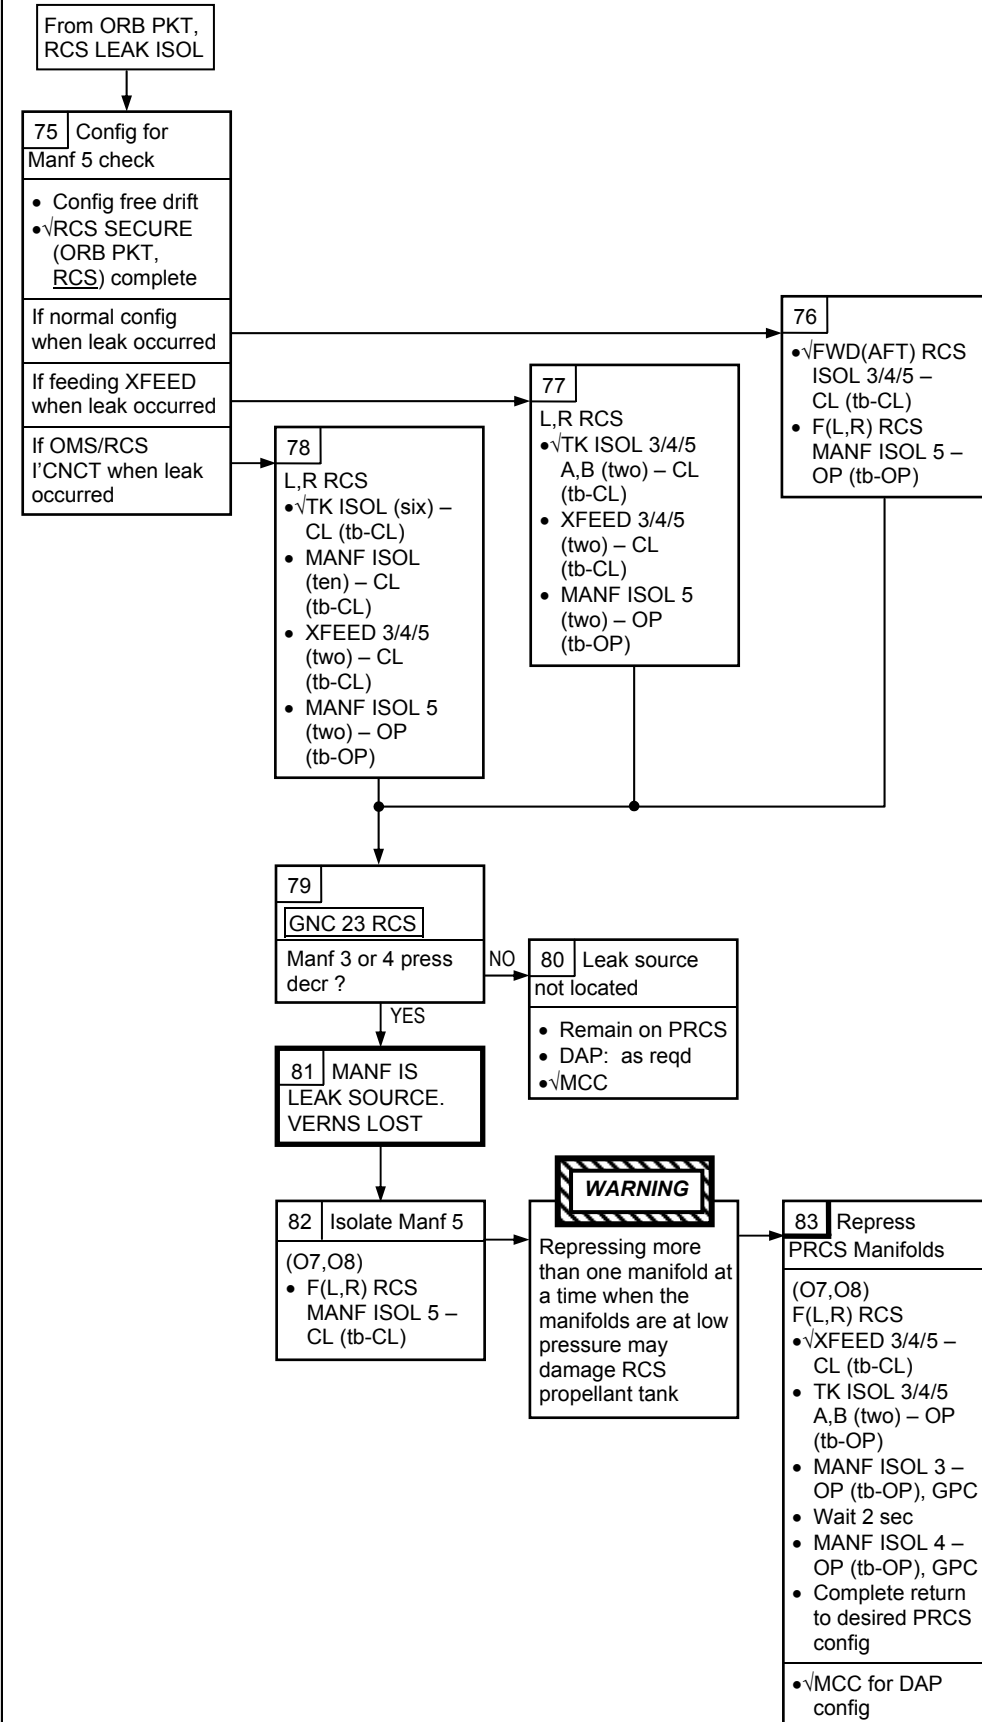 From ORB PKT,
RCS LEAK ISOL
75 Config for
Manf 5 check
• Config free drift
•√RCS SECURE
(ORB PKT,
RCS) complete
If normal config
when leak occurred
If feeding XFEED
when leak occurred
If OMS/RCS
I'CNCT when leak
occurred
76
•√FWD(AFT) RCS
ISOL 3/4/5 –
CL (tb-CL)
• F(L,R) RCS
MANF ISOL 5 –
OP (tb-OP)
77
L,R RCS
•√TK ISOL 3/4/5
A,B (two) – CL
(tb-CL)
• XFEED 3/4/5
(two) – CL
(tb-CL)
• MANF ISOL 5
(two) – OP
(tb-OP)
78
L,R RCS
•√TK ISOL (six) –
CL (tb-CL)
• MANF ISOL
(ten) – CL
(tb-CL)
• XFEED 3/4/5
(two) – CL
(tb-CL)
• MANF ISOL 5
(two) – OP
(tb-OP)
79
GNC 23 RCS
Manf 3 or 4 press
decr ?
NO
YES
80 Leak source
not located
• Remain on PRCS
• DAP: as reqd
•√MCC
81 MANF IS
LEAK SOURCE.
VERNS LOST
82 Isolate Manf 5
(O7,O8)
• F(L,R) RCS
MANF ISOL 5 –
CL (tb-CL)
WARNING
Repressing more
than one manifold at
a time when the
manifolds are at low
pressure may
damage RCS
propellant tank
83 Repress
PRCS Manifolds
(O7,O8)
F(L,R) RCS
•√XFEED 3/4/5 –
CL (tb-CL)
• TK ISOL 3/4/5
A,B (two) – OP
(tb-OP)
• MANF ISOL 3 –
OP (tb-OP), GPC
• Wait 2 sec
• MANF ISOL 4 –
OP (tb-OP), GPC
• Complete return
to desired PRCS
config
•√MCC for DAP
config